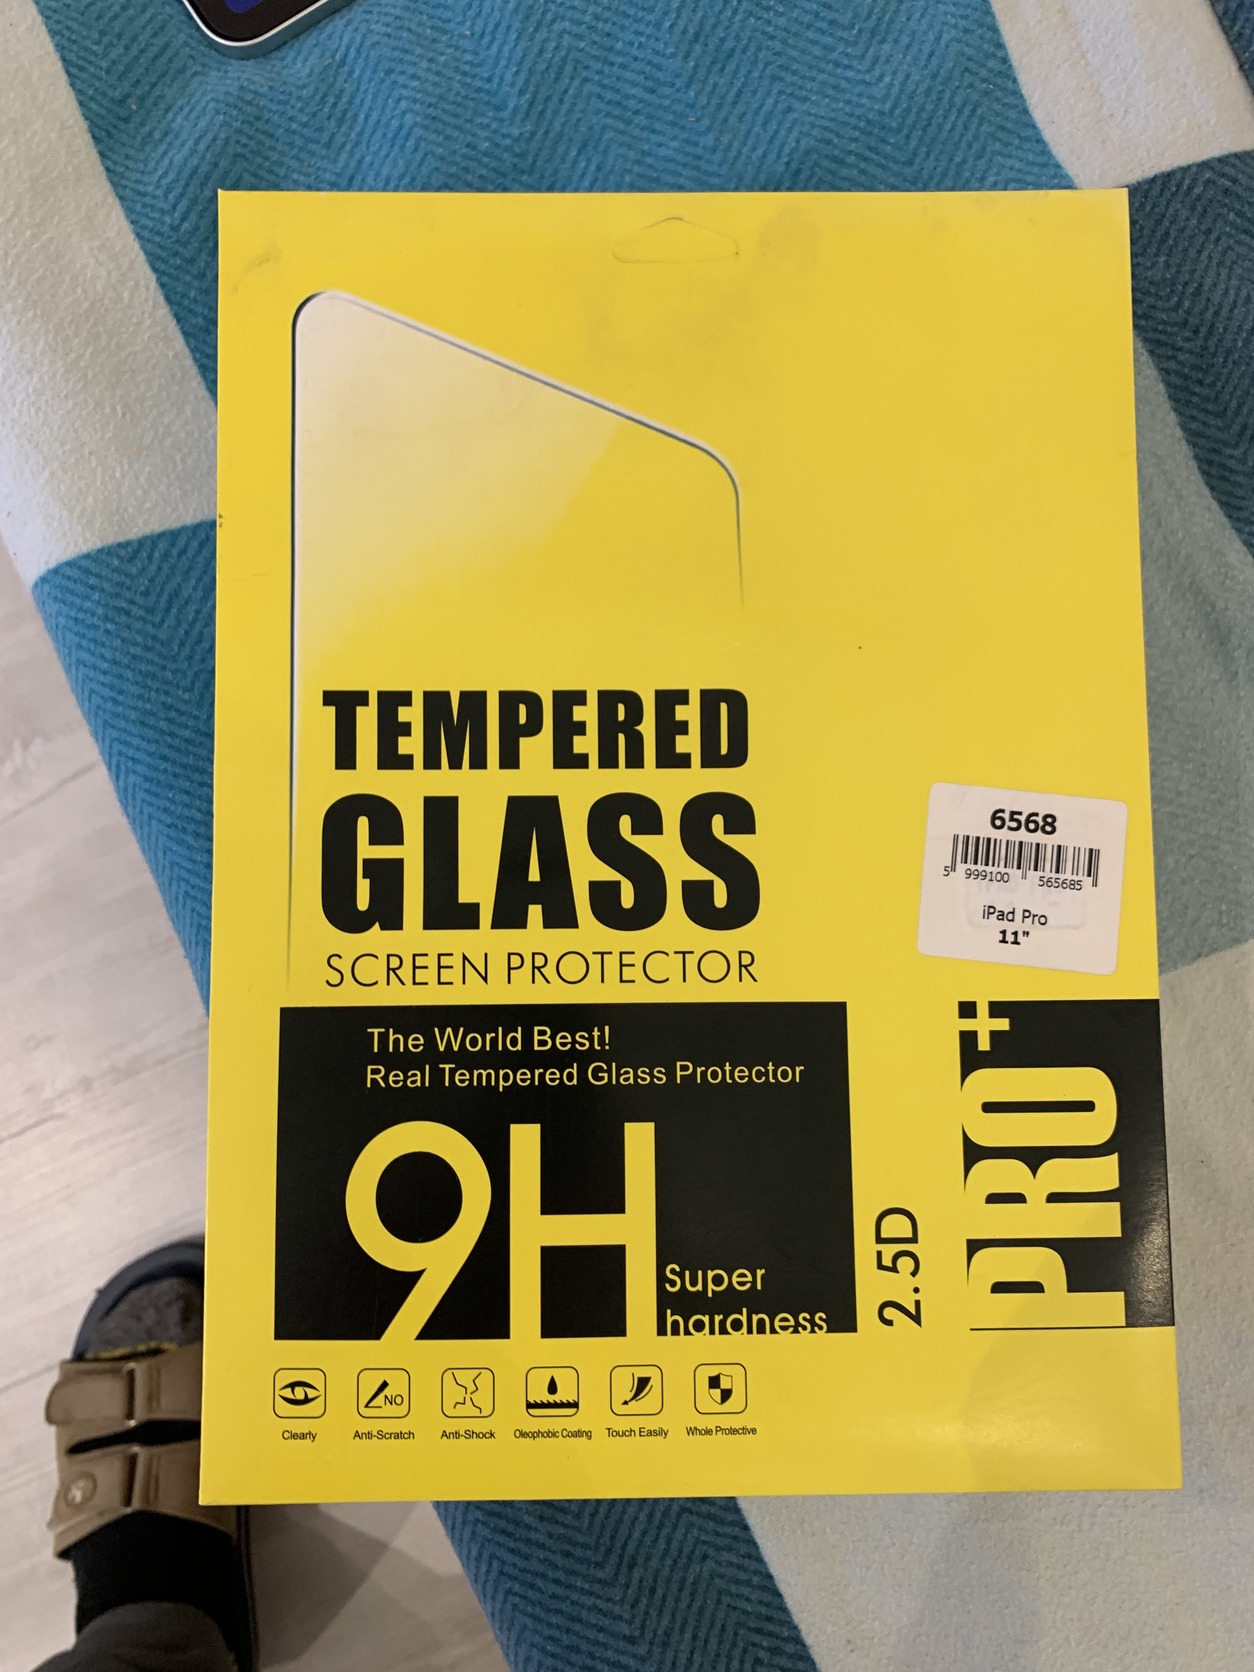 TEMPERED
GLASS
SCREEN PROTECTOR
6568
5 999100 565685
iPad Pro
11"
The World Best!
Real Tempered Glass Protector
9H
Super
hardness
2.5D
PRO+
NO
Clearly
Anti-Scratch
Anti-Shock
Oleophobic Coating
Touch Easily
Whole Protective